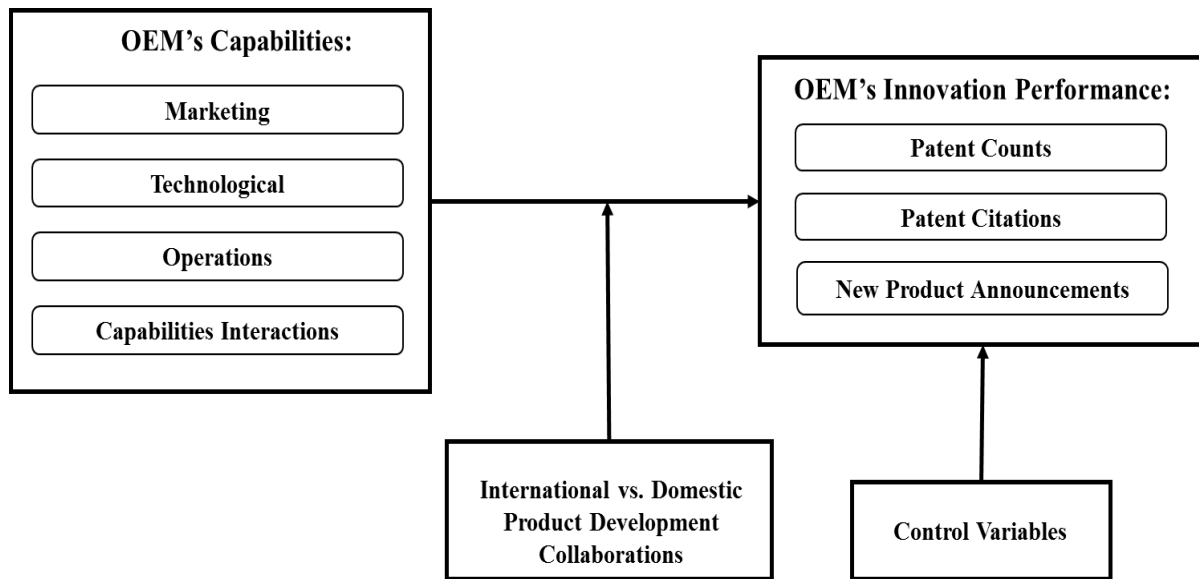 OEM’s Capabilities:
Marketing
Technological
Operations
Capabilities Interactions
OEM’s Innovation Performance:
Patent Counts
Patent Citations
New Product Announcements
International vs. Domestic
Product Development
Collaborations
Control Variables